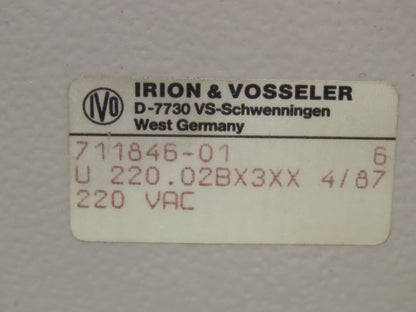 IVO IRION & VOSSELER
D-7730 VS-Schwenningen
West Germany
711846-01 6
U 220.02BX3XX 4/87
220 VAC